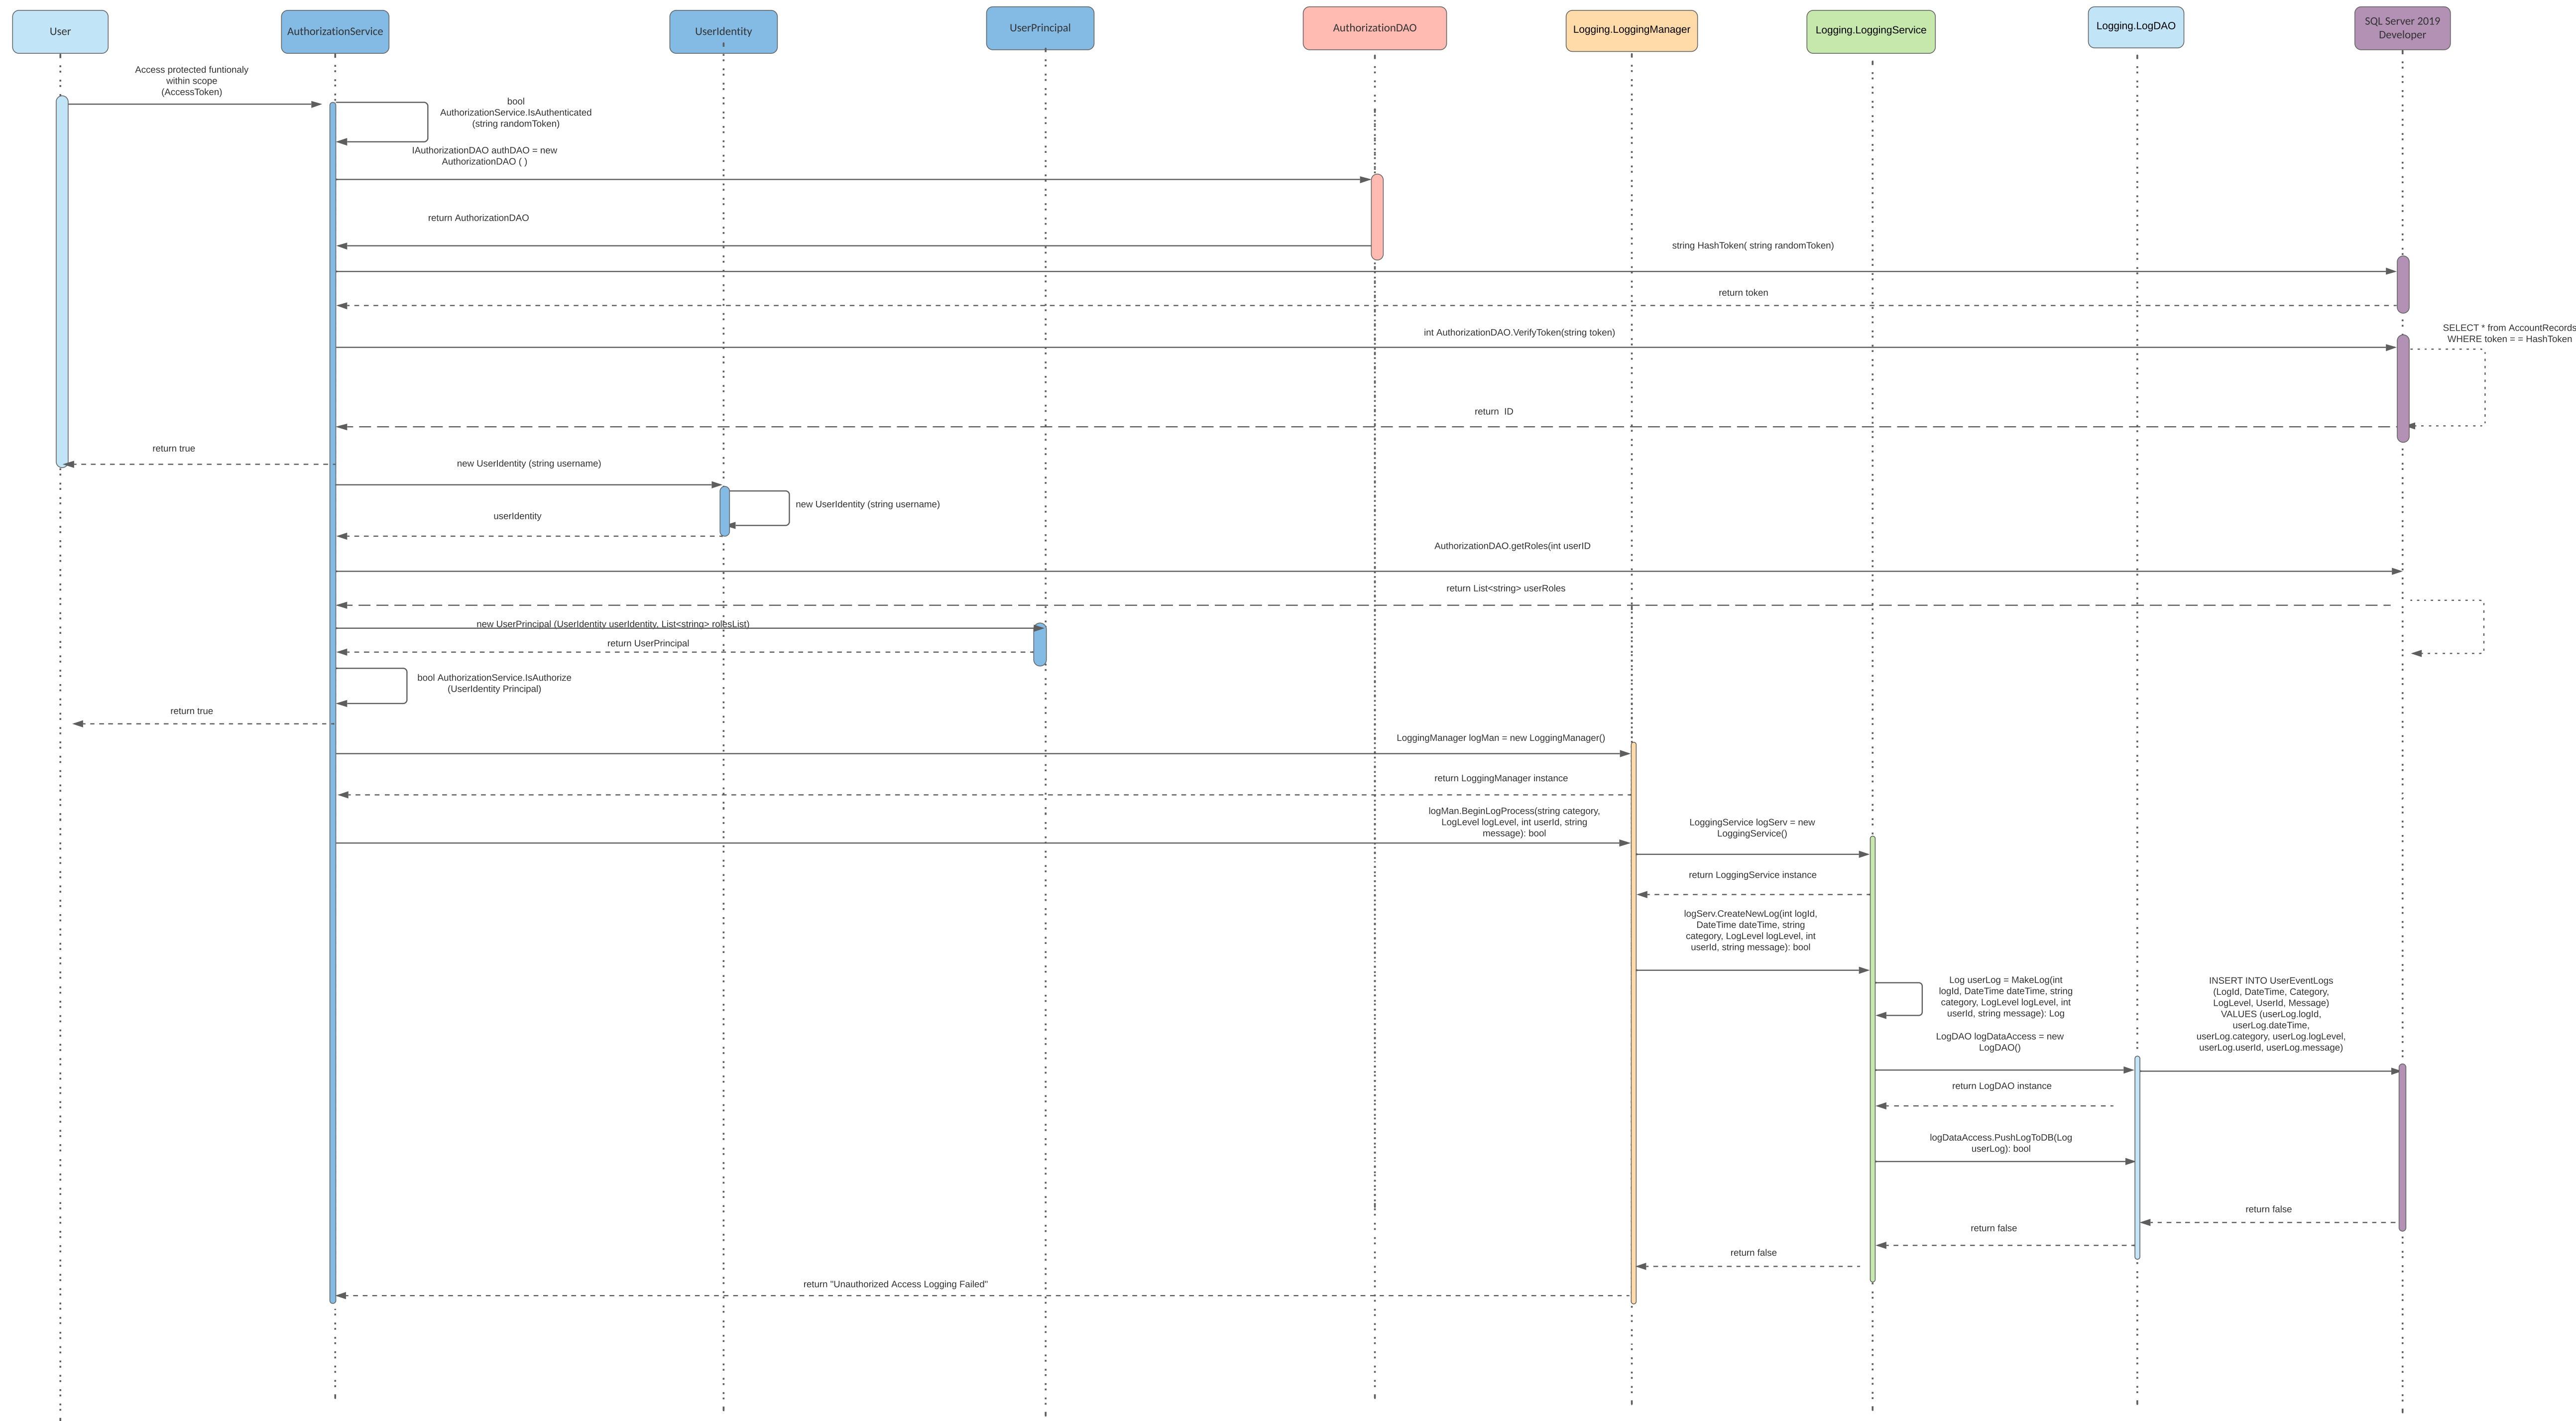 User
AuthorizationService
UserIdentity
UserPrincipal
AuthorizationDAO
Logging.LoggingManager
Logging.LoggingService
Logging.LogDAO
SQL Server 2019
Developer
Access protected funtionaly
within scope
(AccessToken)
bool
AuthorizationService.IsAuthenticated
(string randomToken)
IAuthorizationDAO authDAO = new
AuthorizationDAO ( )
return AuthorizationDAO
string HashToken( string randomToken)
return token
int AuthorizationDAO.VerifyToken(string token)
SELECT * from AccountRecords
WHERE token = = HashToken
return  ID
return true
new UserIdentity (string username)
new UserIdentity (string username)
userIdentity
AuthorizationDAO.getRoles(int userID
return List<string> userRoles
new UserPrincipal (UserIdentity userIdentity, List<string> rolesList)
return UserPrincipal
bool AuthorizationService.IsAuthorize
(UserIdentity Principal)
return true
LoggingManager logMan = new LoggingManager()
return LoggingManager instance
logMan.BeginLogProcess(string category,
LogLevel logLevel, int userId, string
message): bool
LoggingService logServ = new
LoggingService()
return LoggingService instance
logServ.CreateNewLog(int logId,
DateTime dateTime, string
category, LogLevel logLevel, int
userId, string message): bool
Log userLog = MakeLog(int
logId, DateTime dateTime, string
category, LogLevel logLevel, int
userId, string message): Log
LogDAO logDataAccess = new
LogDAO()
INSERT INTO UserEventLogs
(LogId, DateTime, Category,
LogLevel, UserId, Message)
VALUES (userLog.logId,
userLog.dateTime,
userLog.category, userLog.logLevel,
userLog.userId, userLog.message)
return LogDAO instance
logDataAccess.PushLogToDB(Log
userLog): bool
return false
return false
return false
return "Unauthorized Access Logging Failed"